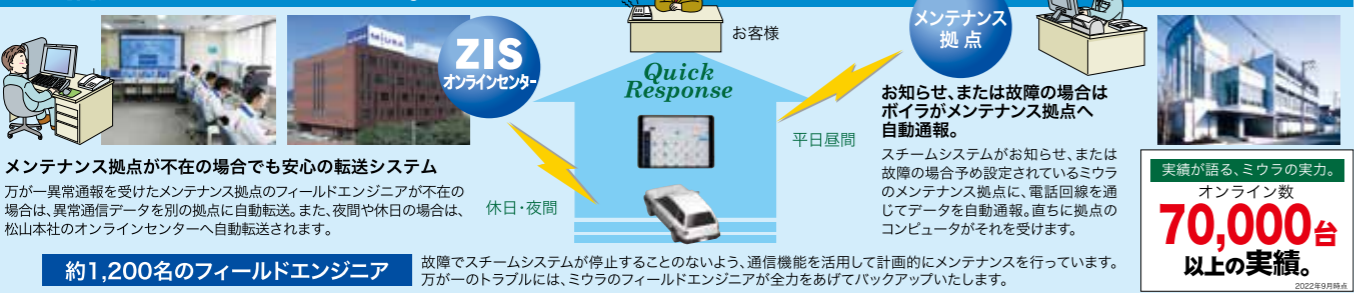 お客様
メンテナンス
拠点
MIURA
ZIS
オンラインセンター
Quick
Response
お知らせ、または故障の場合は
ボイラがメンテナンス拠点へ
自動通報。
平日昼間
スチームシステムがお知らせ、または
故障の場合予め設定されているミウラ
のメンテナンス拠点に、電話回線を通
じてデータを自動通報。直ちに拠点の
コンピュータがそれを受けます。
メンテナンス拠点が不在の場合でも安心の転送システム
万が一異常通報を受けたメンテナンス拠点のフィールドエンジニアが不在の
場合は、異常通信データを別の拠点に自動転送。また、夜間や休日の場合は、
松山本社のオンラインセンターへ自動転送されます。
休日・夜間
実績が語る、ミウラの実力。
オンライン数
70,000台
以上の実績。
2022年9月時点
約1,200名のフィールドエンジニア
故障でスチームシステムが停止することのないよう、通信機能を活用して計画的にメンテナンスを行っています。
万が一のトラブルには、ミウラのフィールドエンジニアが全力をあげてバックアップいたします。